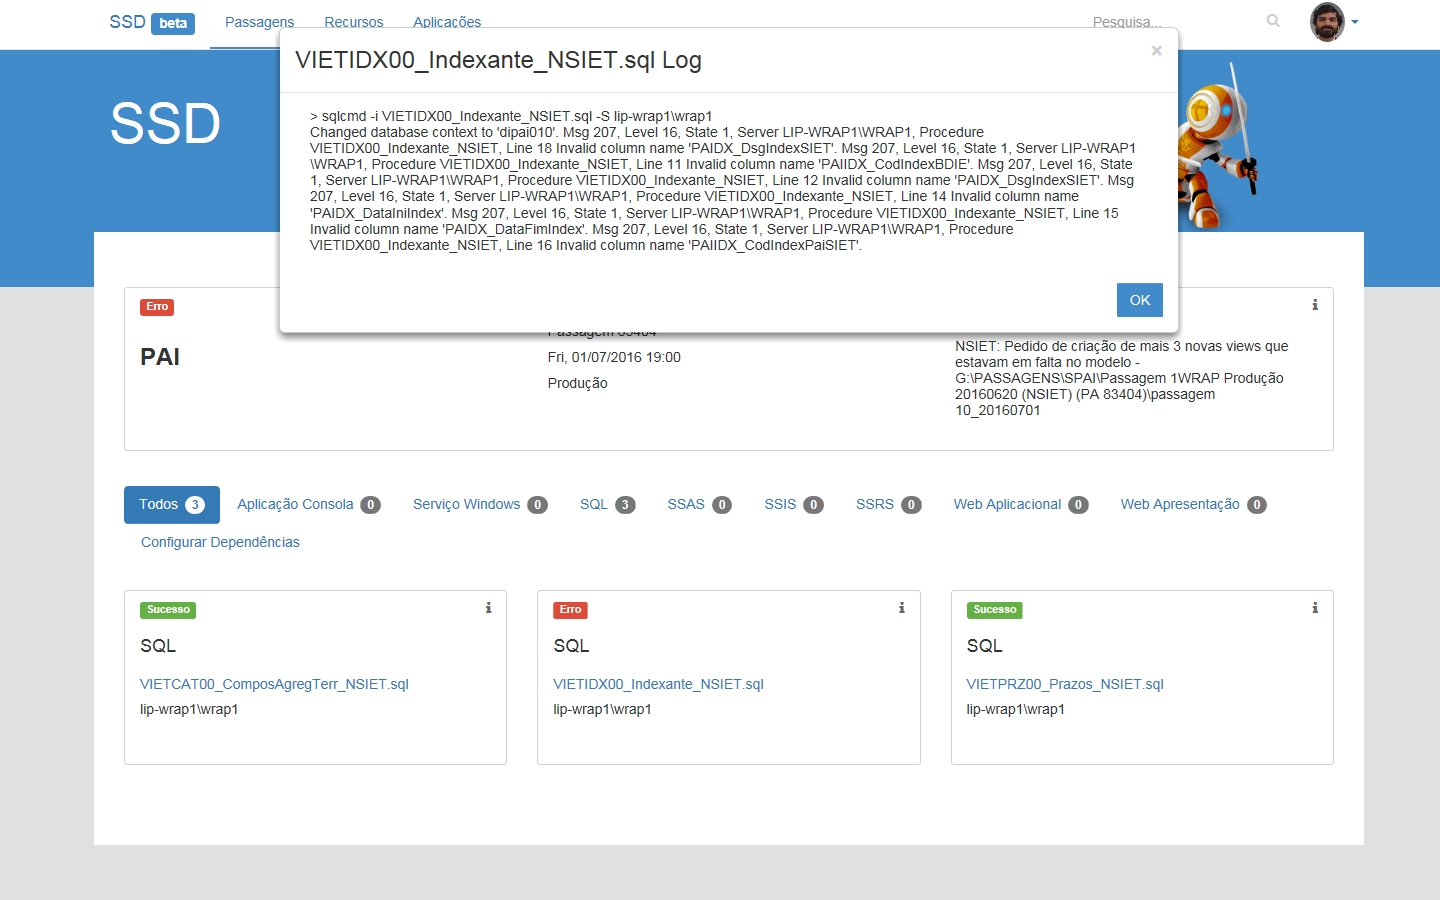 SSD beta
Passagens
Recursos
Aplicações
Pesquisa...
SSD
VIETIDX00_Indexante_NSIET.sql Log
×
> sqlcmd -i VIETIDX00_Indexante_NSIET.sql -S lip-wrap1\wrap1
Changed database context to 'dipai010'. Msg 207, Level 16, State 1, Server LIP-WRAP1\WRAP1, Procedure
VIETIDX00_Indexante_NSIET, Line 18 Invalid column name 'PAIDX_DsgIndexSIET'. Msg 207, Level 16, State 1, Server LIP-WRAP1
\WRAP1, Procedure VIETIDX00_Indexante_NSIET, Line 11 Invalid column name 'PAIIDX_CodIndexBDIE'. Msg 207, Level 16, State
1, Server LIP-WRAP1\WRAP1, Procedure VIETIDX00_Indexante_NSIET, Line 12 Invalid column name 'PAIDX_DsgIndexSIET'. Msg
207, Level 16, State 1, Server LIP-WRAP1\WRAP1, Procedure VIETIDX00_Indexante_NSIET, Line 14 Invalid column name
'PAIDX_DataIniIndex'. Msg 207, Level 16, State 1, Server LIP-WRAP1\WRAP1, Procedure VIETIDX00_Indexante_NSIET, Line 15
Invalid column name 'PAIDX_DataFimIndex'. Msg 207, Level 16, State 1, Server LIP-WRAP1\WRAP1, Procedure
VIETIDX00_Indexante_NSIET, Line 16 Invalid column name 'PAIIDX_CodIndexPaiSIET'.
OK
Erro
PAI
Passagem 83404
Fri, 01/07/2016 19:00
Produção
NSIET: Pedido de criação de mais 3 novas views que
estavam em falta no modelo -
G:\PASSAGENS\SPAI\Passagem 1WRAP Produção
20160620 (NSIET) (PA 83404)\passagem
10_20160701
Todos 3
Aplicação Consola 0
Serviço Windows 0
SQL 3
SSAS 0
SSIS 0
SSRS 0
Web Aplicacional 0
Web Apresentação 0
Configurar Dependências
Sucesso
SQL
VIETCAT00_ComposAgregTerr_NSIET.sql
lip-wrap1\wrap1
Erro
SQL
VIETIDX00_Indexante_NSIET.sql
lip-wrap1\wrap1
Sucesso
SQL
VIETPRZ00_Prazos_NSIET.sql
lip-wrap1\wrap1